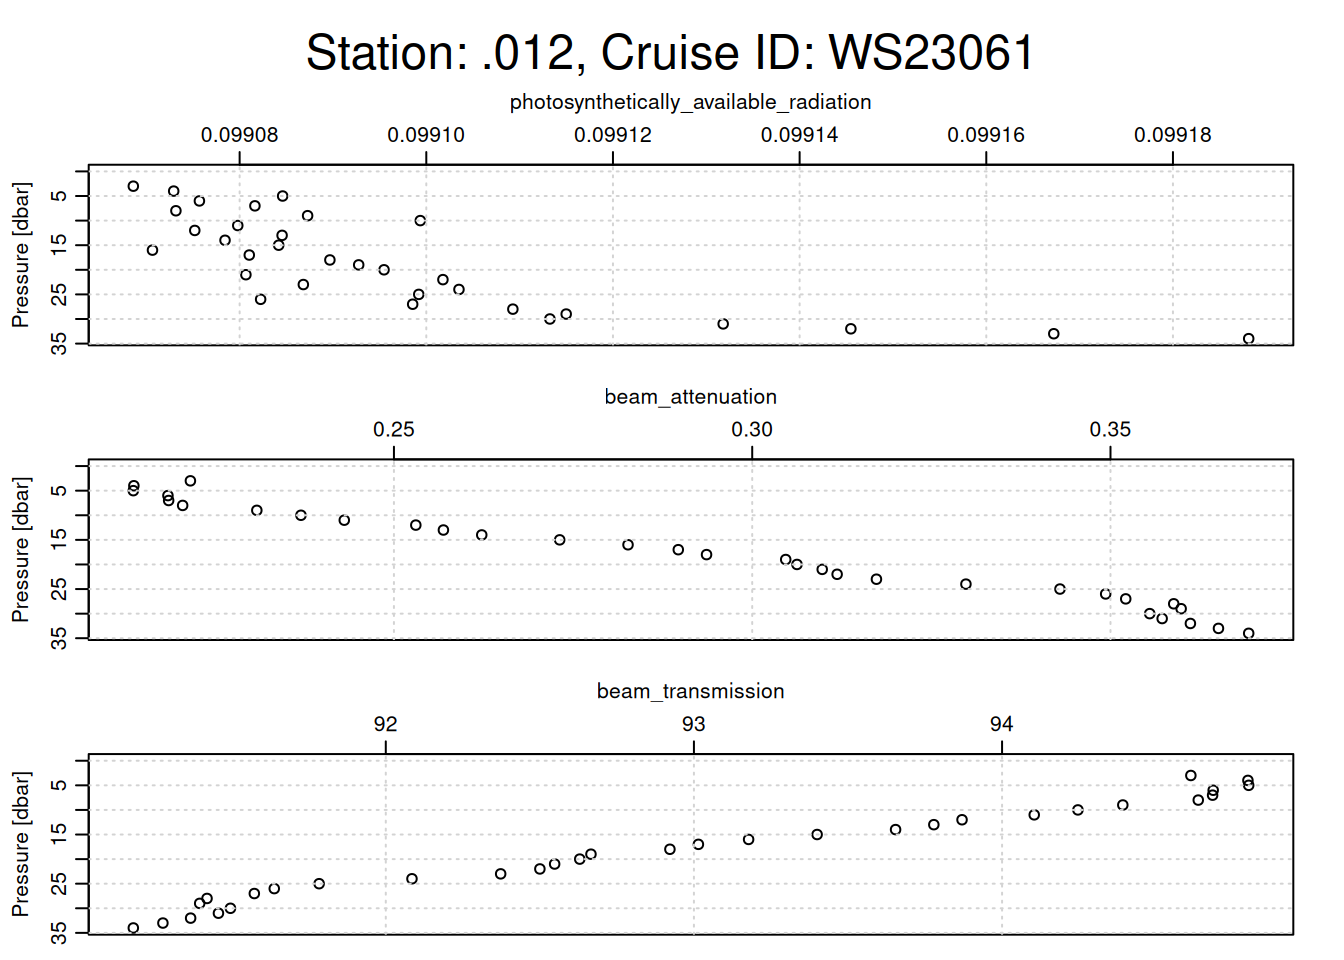 Station: .012, Cruise ID: WS23061
photosynthetically_available_radiation
0.09908 0.09910 0.09912 0.09914 0.09916 0.09918
Pressure [dbar]
5
15
25
35
beam_attenuation
0.25 0.30 0.35
Pressure [dbar]
5
15
25
35
beam_transmission
92 93 94
Pressure [dbar]
5
15
25
35